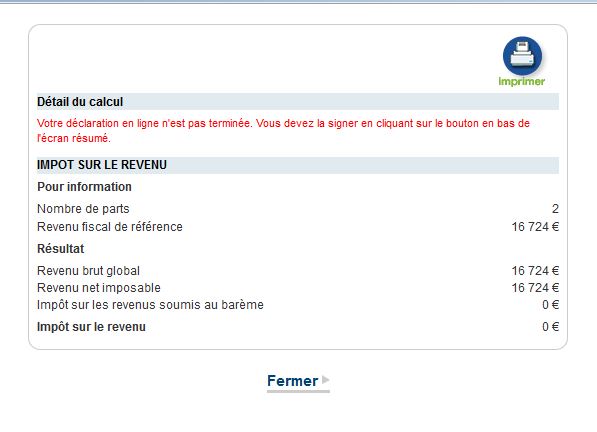 Imprimer
Détail du calcul
Votre déclaration en ligne n'est pas terminée. Vous devez la signer en cliquant sur le bouton en bas de
l'écran résumé.
IMPOT SUR LE REVENU
Pour information
Nombre de parts 2
Revenu fiscal de référence 16 724 €
Résultat
Revenu brut global 16 724 €
Revenu net imposable 16 724 €
Impôt sur les revenus soumis au barème 0 €
Impôt sur le revenu 0 €
Fermer